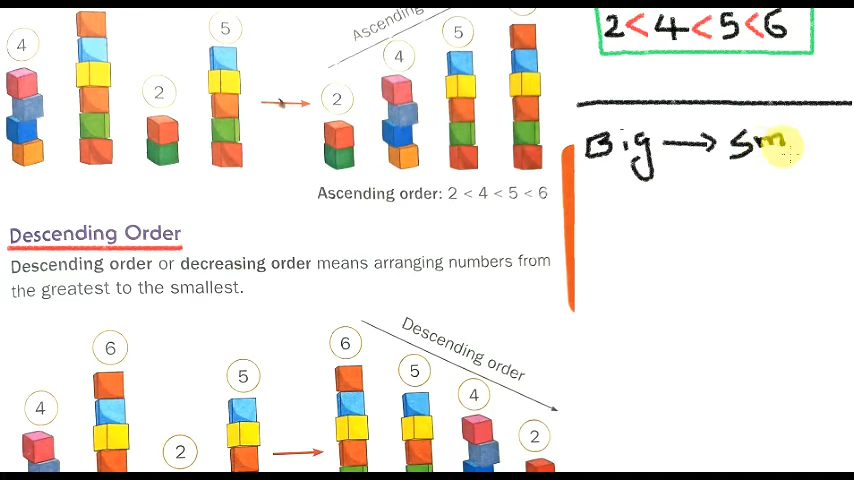 4
5
2
Ascending
2
4
5
Ascending order: 2 < 4 < 5 < 6
2<4<5<6
Big → Sm
Descending Order
Descending order or decreasing order means arranging numbers from
the greatest to the smallest.
4
6
2
5
Descending order
6
5
4
2